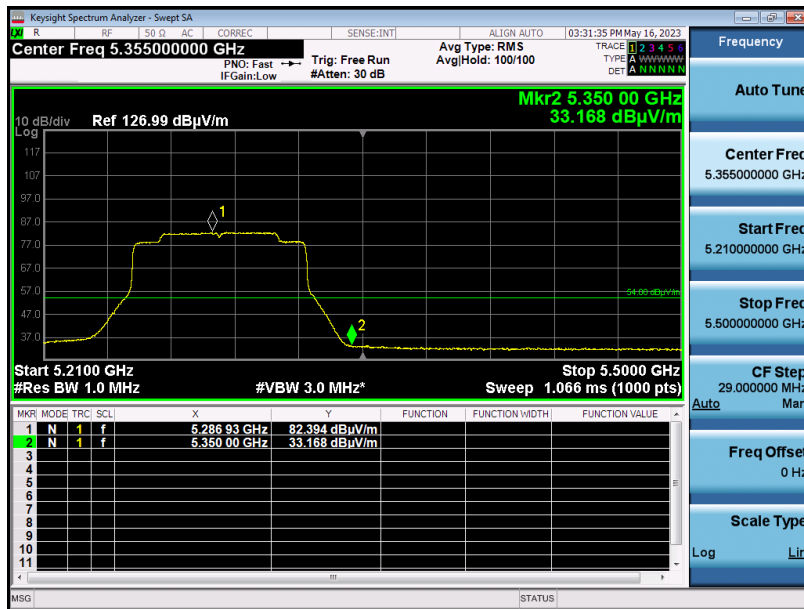 Keysight Spectrum Analyzer - Swept SA
LXI R RF 50 Ω AC CORREC SENSE:INT ALIGN AUTO 03:31:35 PM May 16, 2023
Center Freq 5.355000000 GHz
PNO: Fast
IFGain:Low
Trig: Free Run
#Atten: 30 dB
Avg Type: RMS
Avg|Hold: 100/100
TRACE 1 2 3 4 5 6
TYPE A WWWWW
DET A N N N N N
Mkr2 5.350 00 GHz
33.168 dBµV/m
10 dB/div Ref 126.99 dBµV/m
Log
117
107
97.0
87.0
77.0
67.0
57.0
47.0
37.0
1
2
54.00 dBµV/m
Start 5.2100 GHz Stop 5.5000 GHz
#Res BW 1.0 MHz #VBW 3.0 MHz* Sweep 1.066 ms (1000 pts)
MKR MODE TRC SCL X Y FUNCTION FUNCTION WIDTH FUNCTION VALUE
1 N 1 f 5.286 93 GHz 82.394 dBµV/m
2 N 1 f 5.350 00 GHz 33.168 dBµV/m
3
4
5
6
7
8
9
10
11
MSG STATUS
Frequency
Auto Tune
Center Freq
5.355000000 GHz
Start Freq
5.210000000 GHz
Stop Freq
5.500000000 GHz
CF Step
29.000000 MHz
Auto Man
Freq Offset
0 Hz
Scale Type
Log Lin